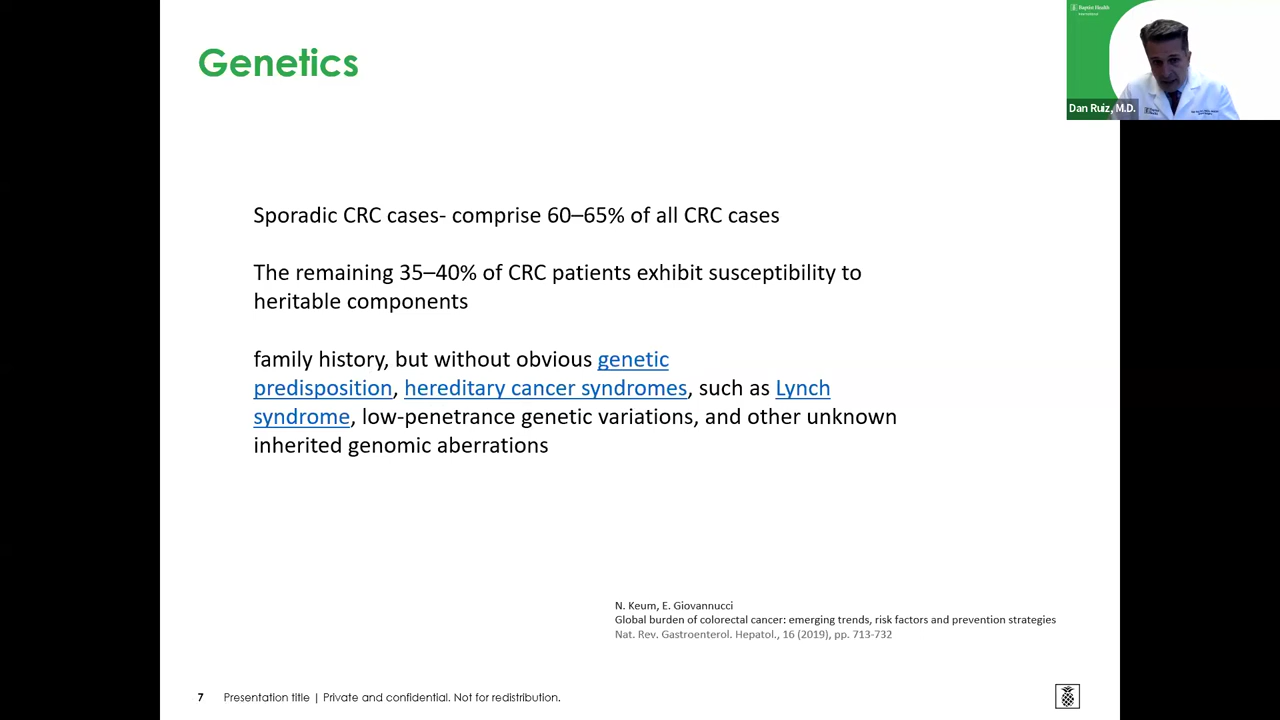 Genetics
Baptist Health
International
Dan Ruiz, M.D.
Sporadic CRC cases- comprise 60–65% of all CRC cases
The remaining 35–40% of CRC patients exhibit susceptibility to
heritable components
family history, but without obvious genetic
predisposition, hereditary cancer syndromes, such as Lynch
syndrome, low-penetrance genetic variations, and other unknown
inherited genomic aberrations
N. Keum, E. Giovannucci
Global burden of colorectal cancer: emerging trends, risk factors and prevention strategies
Nat. Rev. Gastroenterol. Hepatol., 16 (2019), pp. 713-732
7 Presentation title | Private and confidential. Not for redistribution.